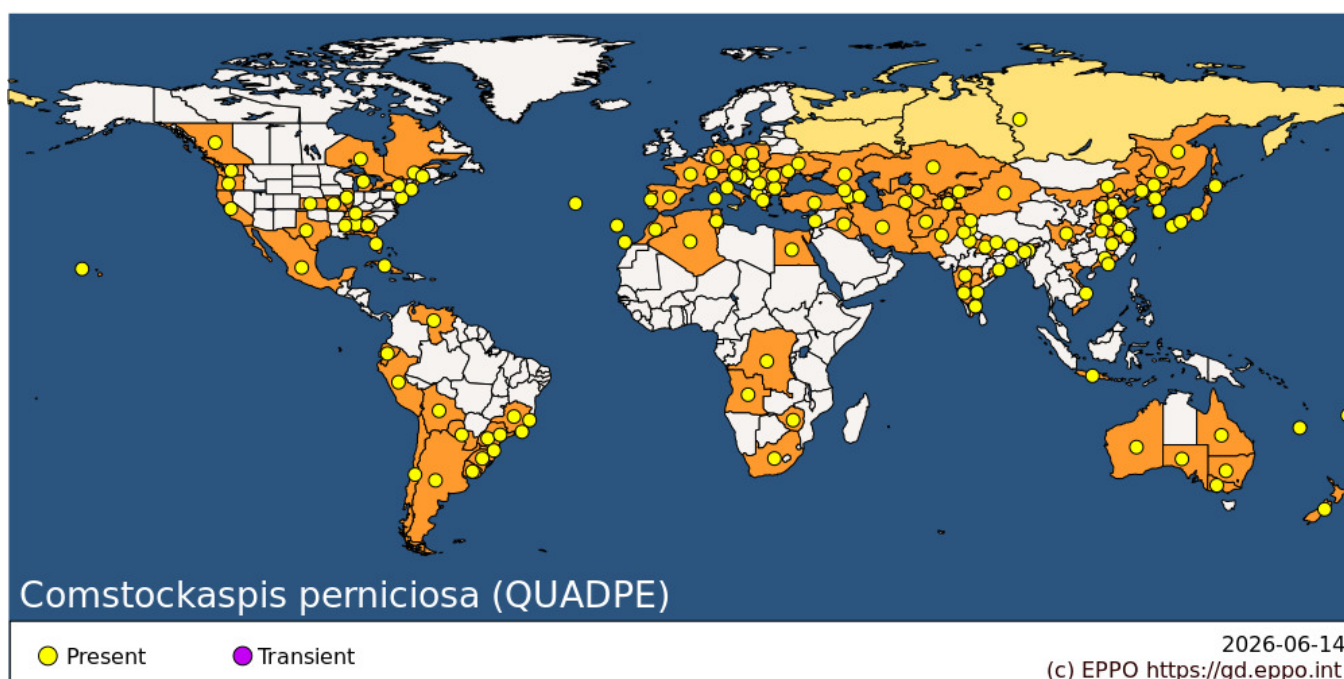 Comstockaspis perniciosa (QUADPE)
Present
Transient
2026-06-14
(c) EPPO https://gd.eppo.int